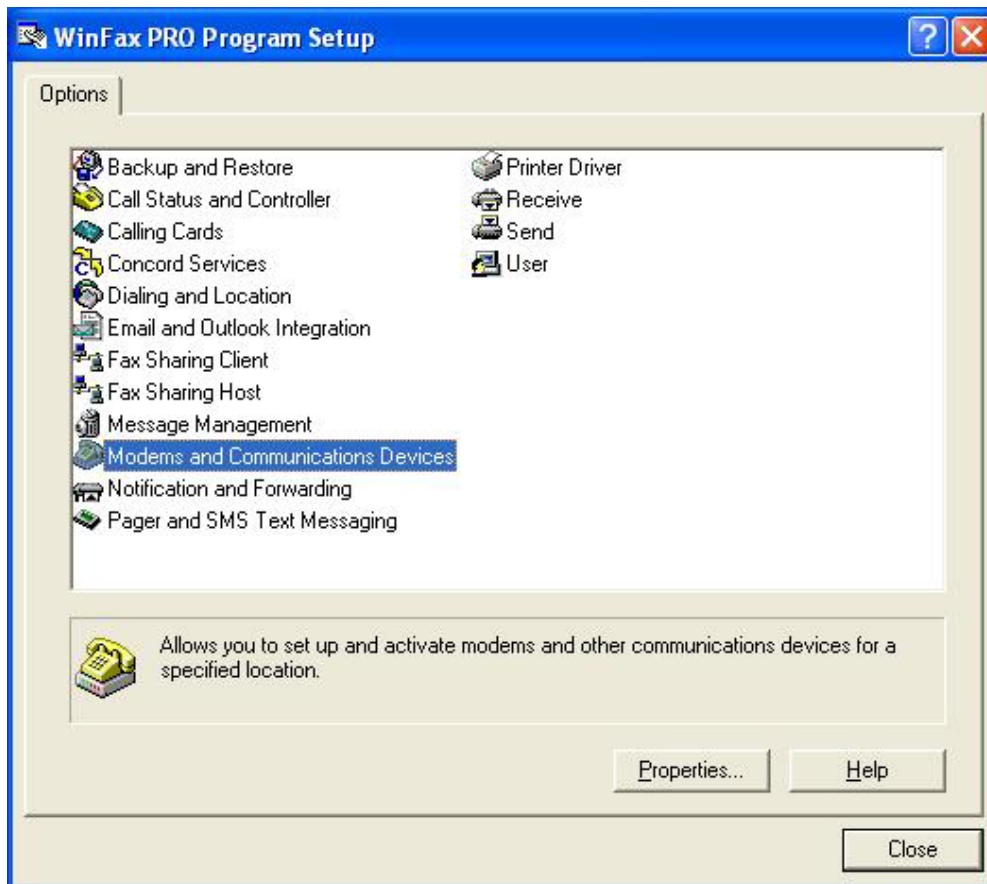 WinFax PRO Program Setup
Options
Backup and Restore
Call Status and Controller
Calling Cards
Concord Services
Dialing and Location
Email and Outlook Integration
Fax Sharing Client
Fax Sharing Host
Message Management
Modems and Communications Devices
Notification and Forwarding
Pager and SMS Text Messaging
Printer Driver
Receive
Send
User
Allows you to set up and activate modems and other communications devices for a
specified location.
Properties...
Help
Close